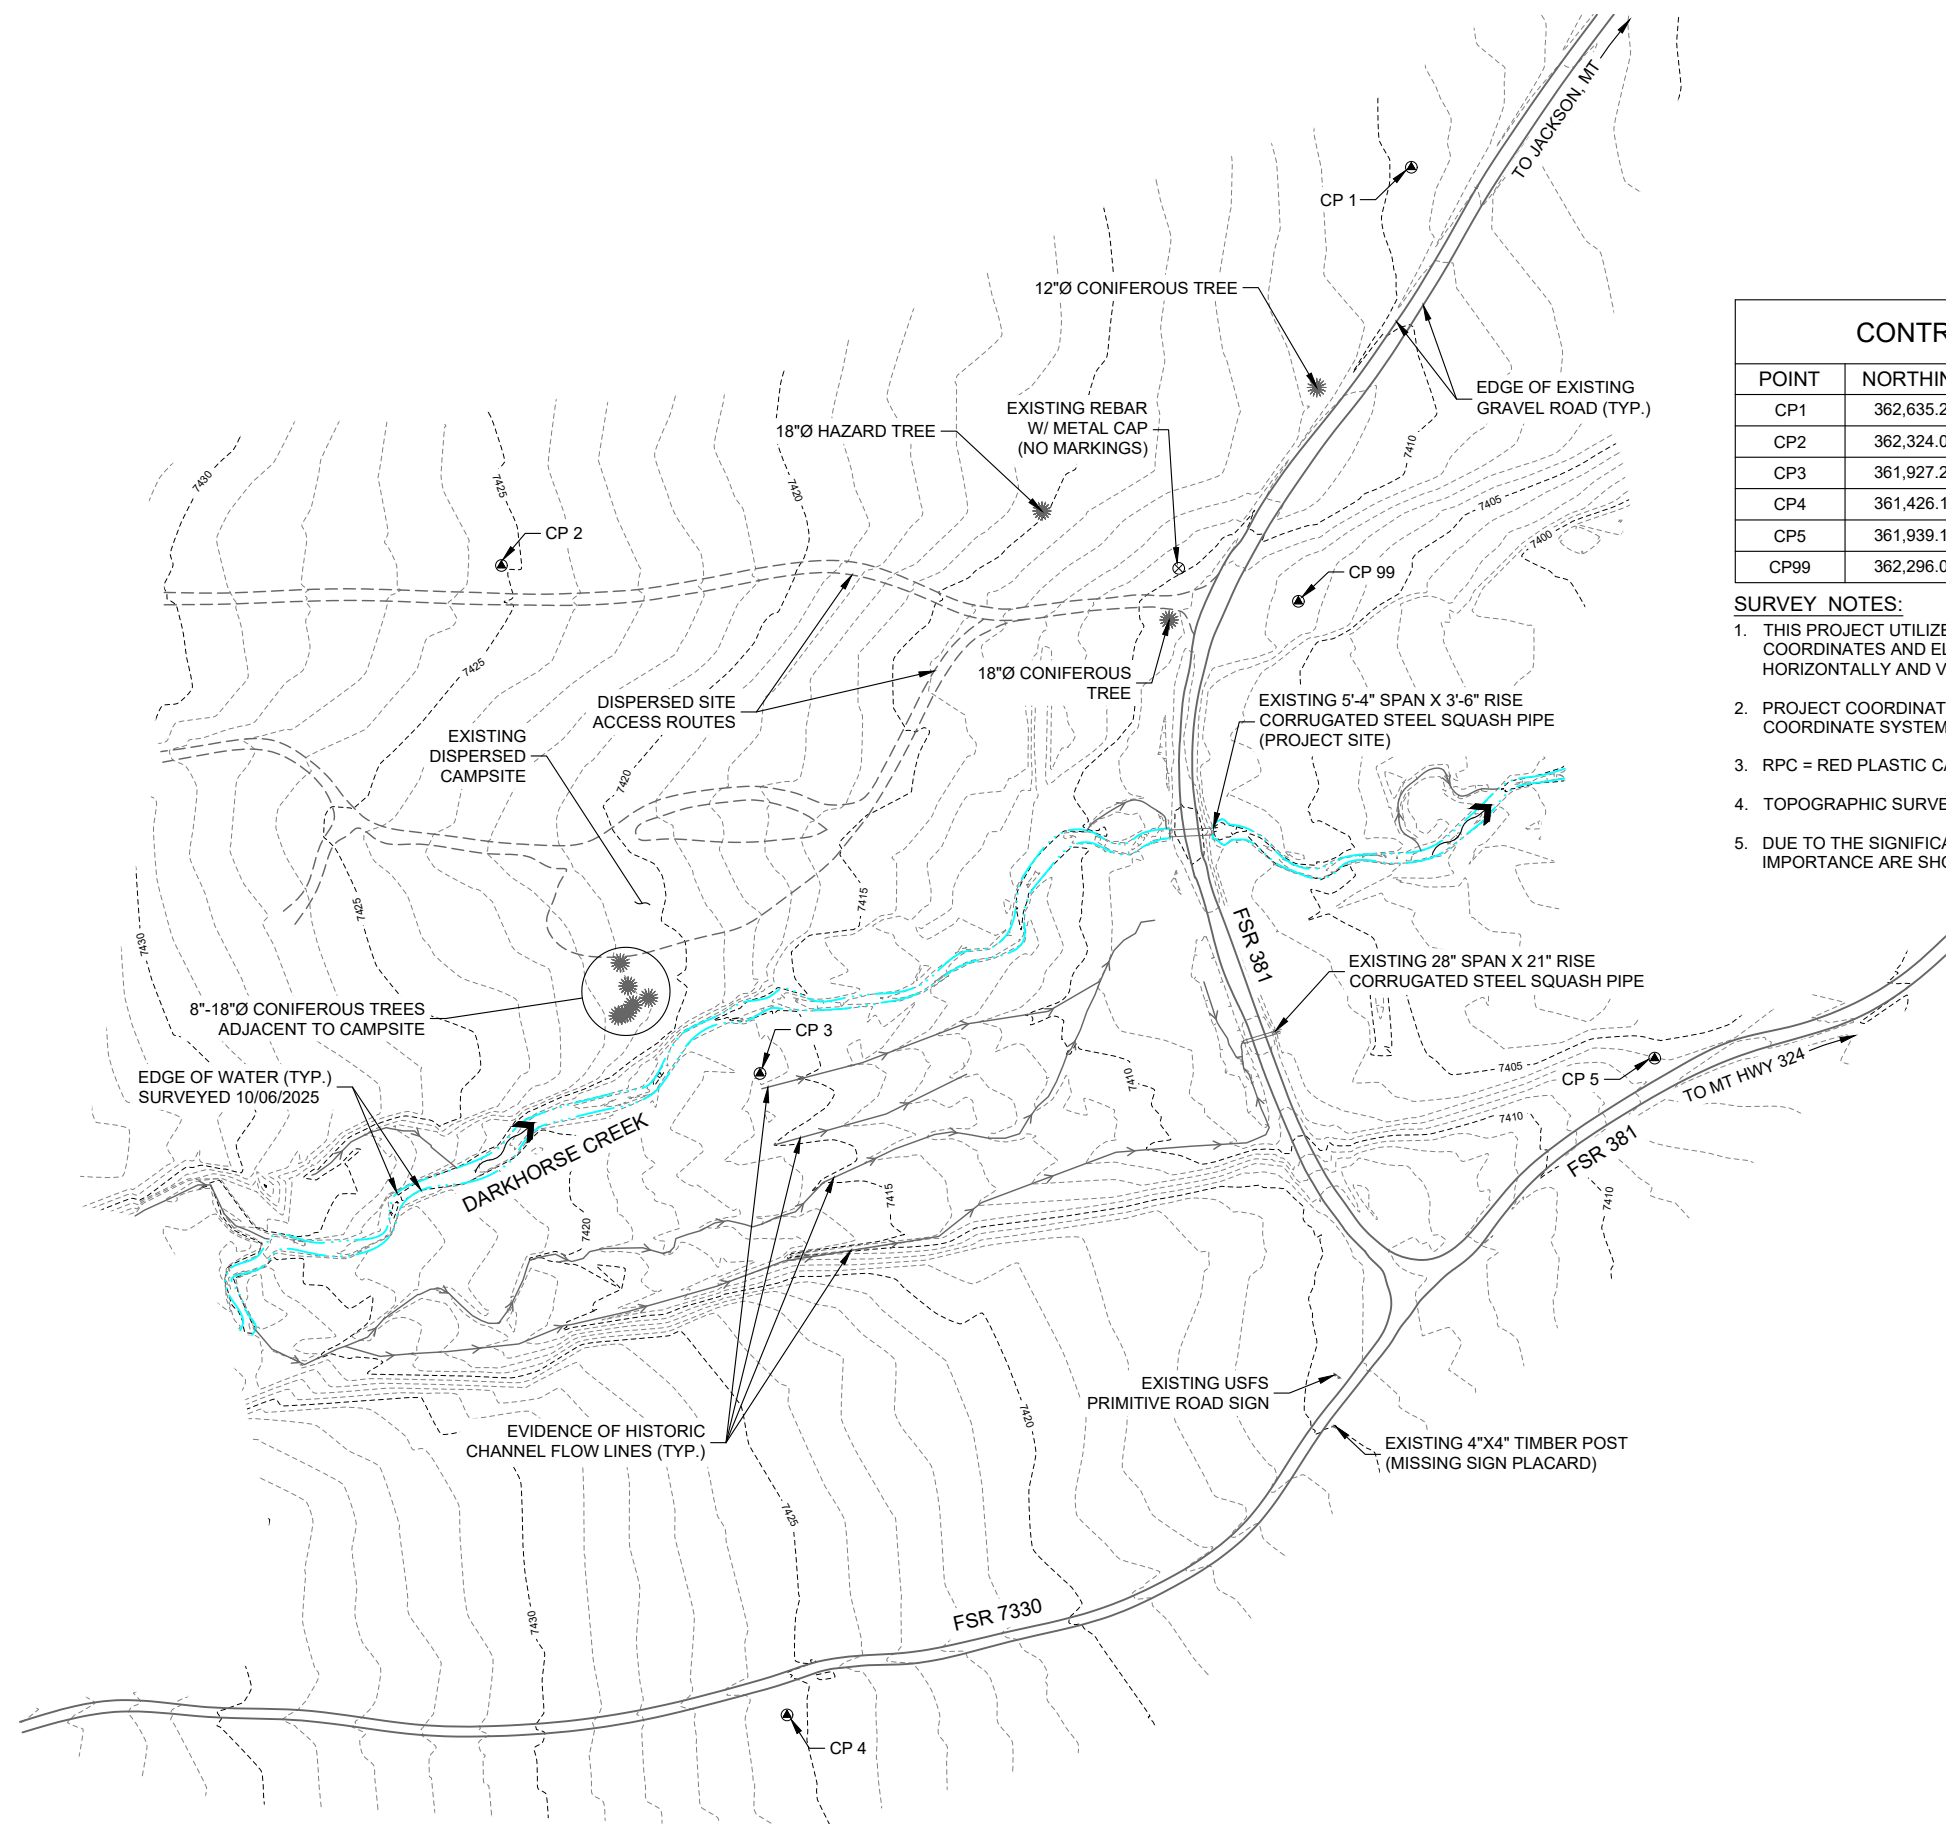 TO JACKSON, MT
CP 1
12"Ø CONIFEROUS TREE
EDGE OF EXISTING
GRAVEL ROAD (TYP.)
EXISTING REBAR
W/ METAL CAP
(NO MARKINGS)
18"Ø HAZARD TREE
7410
7430
7425
7420
7405
7400
CP 2
CP 99
7425
18"Ø CONIFEROUS
TREE
DISPERSED SITE
ACCESS ROUTES
EXISTING 5'-4" SPAN X 3'-6" RISE
CORRUGATED STEEL SQUASH PIPE
(PROJECT SITE)
EXISTING
DISPERSED
CAMPSITE
7420
7415
7425
7430
FSR 381
EXISTING 28" SPAN X 21" RISE
CORRUGATED STEEL SQUASH PIPE
8"-18"Ø CONIFEROUS TREES
ADJACENT TO CAMPSITE
CP 3
EDGE OF WATER (TYP.)
SURVEYED 10/06/2025
7410
7405
CP 5
TO MT HWY 324
7410
FSR 381
DARKHORSE CREEK
7415
7410
7420
EXISTING USFS
PRIMITIVE ROAD SIGN
7420
EVIDENCE OF HISTORIC
CHANNEL FLOW LINES (TYP.)
EXISTING 4"X4" TIMBER POST
(MISSING SIGN PLACARD)
7425
7430
FSR 7330
CP 4
CONTR
POINT NORTHIN
CP1 362,635.2
CP2 362,324.0
CP3 361,927.2
CP4 361,426.1
CP5 361,939.1
CP99 362,296.0
SURVEY NOTES:
1. THIS PROJECT UTILIZE
COORDINATES AND EL
HORIZONTALLY AND V
2. PROJECT COORDINAT
COORDINATE SYSTEM
3. RPC = RED PLASTIC CA
4. TOPOGRAPHIC SURVE
5. DUE TO THE SIGNIFICA
IMPORTANCE ARE SHO